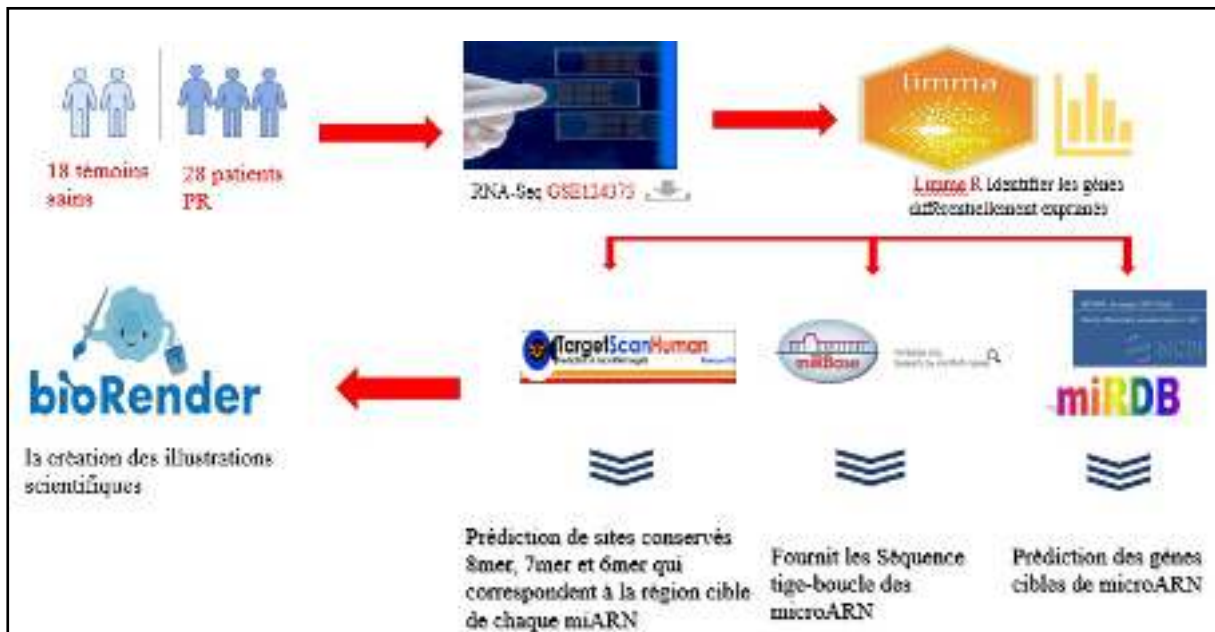 18 témoins
sains
28 patients
PR
RNA-Seq
limma
Limma R Identifier les gènes
différentiellement exprimés
TargetScanHuman
miRBase
miRDB
bioRender
la création des illustrations
scientifiques
Prédiction de sites conservés
8mer, 7mer et 6mer qui
correspondent à la région cible
de chaque miARN
Fournit les Séquence
tige-boucle des
microARN
Prédiction des gènes
cibles de microARN